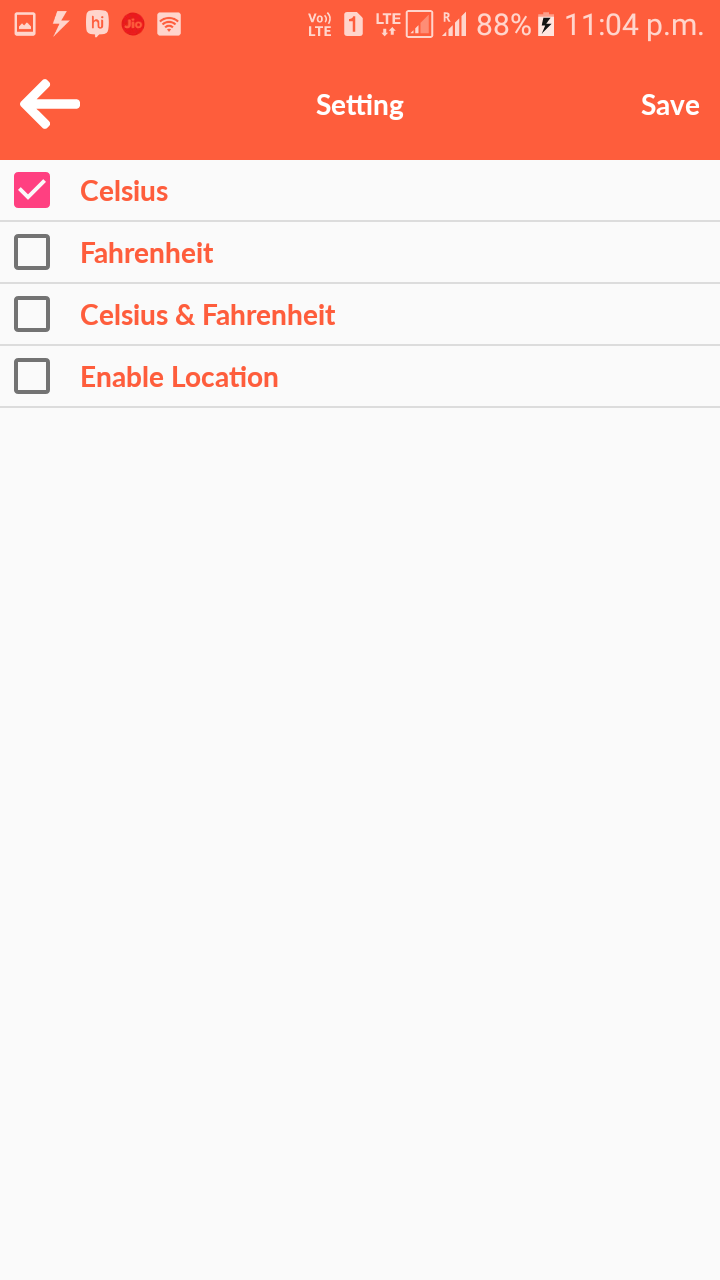 hi Jio Vo)) LTE 1 LTE R 88% 11:04 p.m.
Setting Save
Celsius
Fahrenheit
Celsius & Fahrenheit
Enable Location